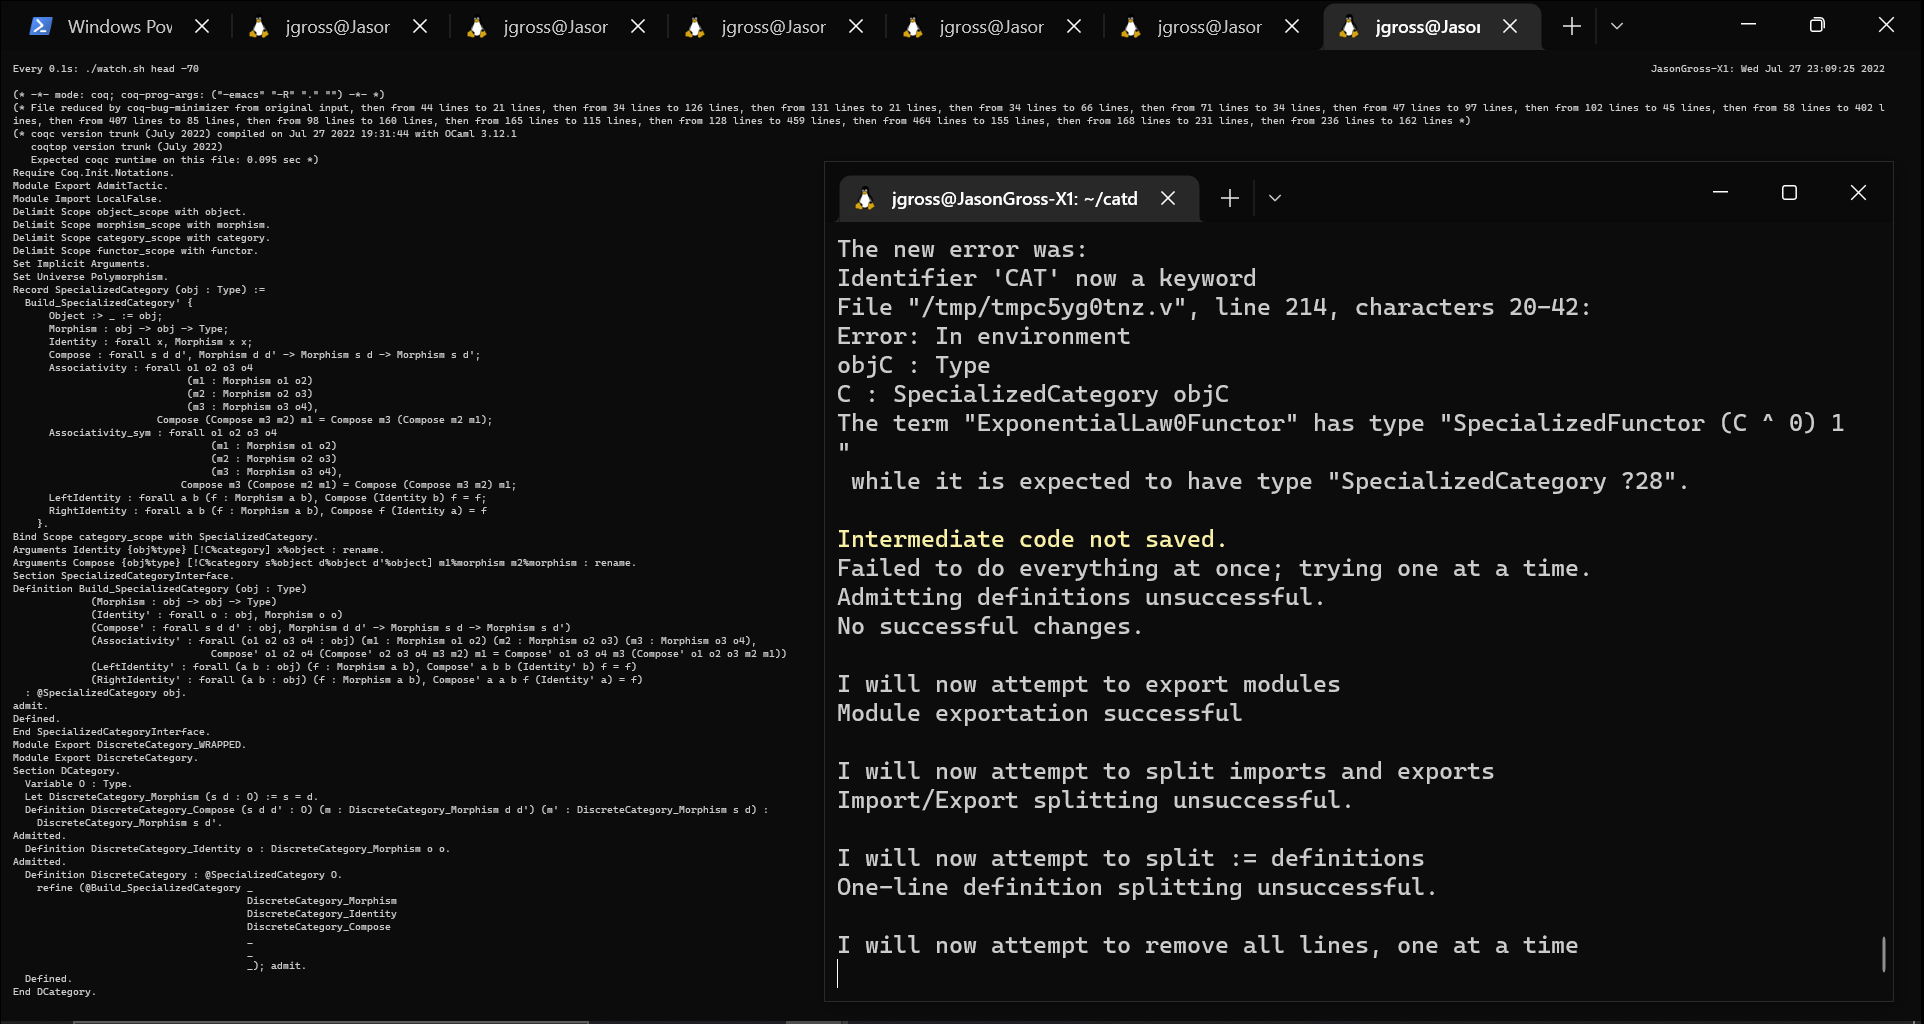 Windows Pov
jgross@Jasor
jgross@Jasor
jgross@Jasor
jgross@Jasor
jgross@Jasor
jgross@Jasor
Every 0.1s: ./watch.sh head -70
JasonGross-X1: Wed Jul 27 23:09:25 2022
(* -*- mode: coq; coq-prog-args: ("-emacs" "-R" "." "") -*- *)
(* File reduced by coq-bug-minimizer from original input, then from 44 lines to 21 lines, then from 34 lines to 126 lines, then from 131 lines to 21 lines, then from 34 lines to 66 lines, then from 71 lines to 34 lines, then from 47 lines to 97 lines, then from 102 lines to 45 lines, then from 58 lines to 402 l
ines, then from 407 lines to 85 lines, then from 98 lines to 160 lines, then from 165 lines to 115 lines, then from 128 lines to 459 lines, then from 464 lines to 155 lines, then from 168 lines to 231 lines, then from 236 lines to 162 lines *)
(* coqc version trunk (July 2022) compiled on Jul 27 2022 19:31:44 with OCaml 3.12.1
coqtop version trunk (July 2022)
Expected coqc runtime on this file: 0.095 sec *)
Require Coq.Init.Notations.
Module Export AdmitTactic.
Module Import LocalFalse.
Delimit Scope object_scope with object.
Delimit Scope morphism_scope with morphism.
Delimit Scope category_scope with category.
Delimit Scope functor_scope with functor.
Set Implicit Arguments.
Set Universe Polymorphism.
Record SpecializedCategory (obj : Type) :=
Build_SpecializedCategory' {
Object :> _ := obj;
Morphism : obj -> obj -> Type;
Identity : forall x, Morphism x x;
Compose : forall s d d', Morphism d d' -> Morphism s d -> Morphism s d';
Associativity : forall o1 o2 o3 o4
(m1 : Morphism o1 o2)
(m2 : Morphism o2 o3)
(m3 : Morphism o3 o4),
Compose (Compose m3 m2) m1 = Compose m3 (Compose m2 m1);
Associativity_sym : forall o1 o2 o3 o4
(m1 : Morphism o1 o2)
(m2 : Morphism o2 o3)
(m3 : Morphism o3 o4),
Compose m3 (Compose m2 m1) = Compose (Compose m3 m2) m1;
LeftIdentity : forall a b (f : Morphism a b), Compose (Identity b) f = f;
RightIdentity : forall a b (f : Morphism a b), Compose f (Identity a) = f
}.
Bind Scope category_scope with SpecializedCategory.
Arguments Identity {obj%type} [!C%category] x%object : rename.
Arguments Compose {obj%type} [!C%category s%object d%object d'%object] m1%morphism m2%morphism : rename.
Section SpecializedCategoryInterface.
Definition Build_SpecializedCategory (obj : Type)
(Morphism : obj -> obj -> Type)
(Identity' : forall o : obj, Morphism o o)
(Compose' : forall s d d' : obj, Morphism d d' -> Morphism s d -> Morphism s d')
(Associativity' : forall (o1 o2 o3 o4 : obj) (m1 : Morphism o1 o2) (m2 : Morphism o2 o3) (m3 : Morphism o3 o4),
Compose' o1 o2 o4 (Compose' o2 o3 o4 m3 m2) m1 = Compose' o1 o3 o4 m3 (Compose' o1 o2 o3 m2 m1))
(LeftIdentity' : forall (a b : obj) (f : Morphism a b), Compose' a b b (Identity' b) f = f)
(RightIdentity' : forall (a b : obj) (f : Morphism a b), Compose' a a b f (Identity' a) = f)
: @SpecializedCategory obj.
admit.
Defined.
End SpecializedCategoryInterface.
Module Export DiscreteCategory_WRAPPED.
Module Export DiscreteCategory.
Section DCategory.
Variable O : Type.
Let DiscreteCategory_Morphism (s d : O) := s = d.
Definition DiscreteCategory_Compose (s d d' : O) (m : DiscreteCategory_Morphism d d') (m' : DiscreteCategory_Morphism s d) :
DiscreteCategory_Morphism s d'.
Admitted.
Definition DiscreteCategory_Identity o : DiscreteCategory_Morphism o o.
Admitted.
Definition DiscreteCategory : @SpecializedCategory O.
refine (@Build_SpecializedCategory _
DiscreteCategory_Morphism
DiscreteCategory_Identity
DiscreteCategory_Compose
_
_
_); admit.
Defined.
End DCategory.
jgross@JasonGross-X1: ~/catd
The new error was:
Identifier 'CAT' now a keyword
File "/tmp/tmpc5yg0tnz.v", line 214, characters 20-42:
Error: In environment
objC : Type
C : SpecializedCategory objC
The term "ExponentialLaw0Functor" has type "SpecializedFunctor (C ^ 0) 1
"
while it is expected to have type "SpecializedCategory ?28".
Intermediate code not saved.
Failed to do everything at once; trying one at a time.
Admitting definitions unsuccessful.
No successful changes.
I will now attempt to export modules
Module exportation successful
I will now attempt to split imports and exports
Import/Export splitting unsuccessful.
I will now attempt to split := definitions
One-line definition splitting unsuccessful.
I will now attempt to remove all lines, one at a time